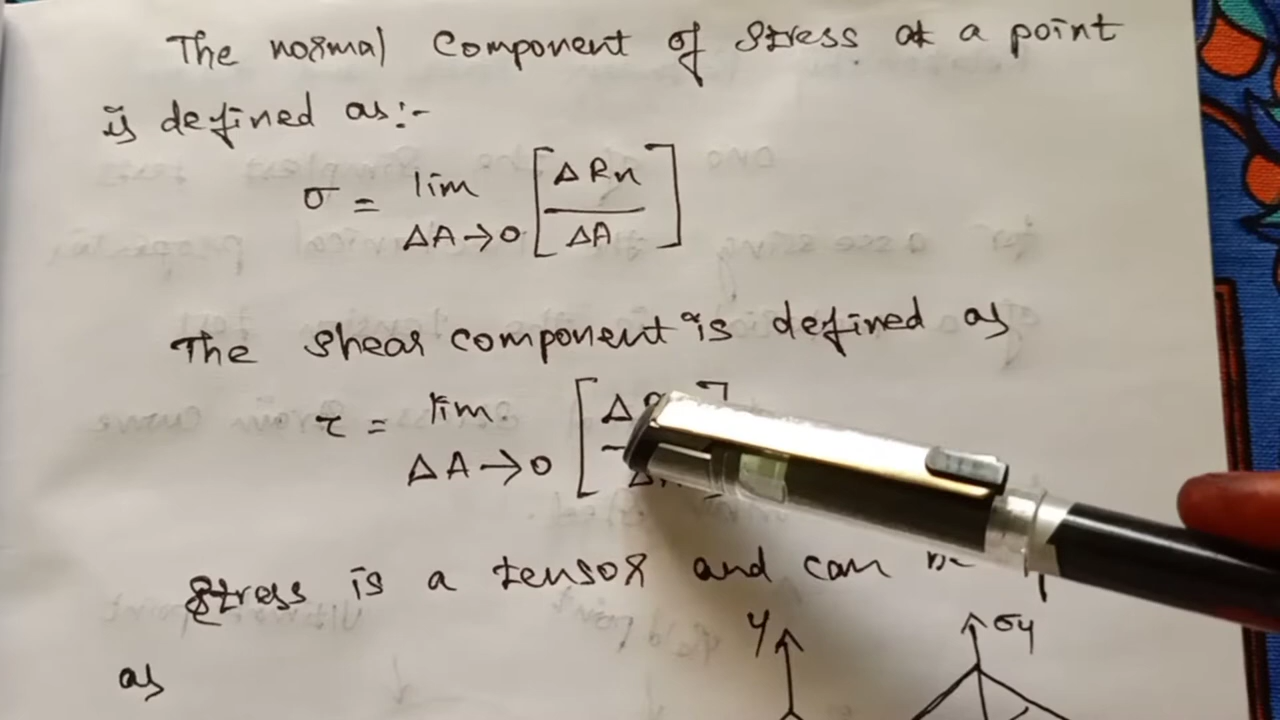 The normal component of stress at a point
is defined as:-
σ = lim ΔA→0 [ΔRn / ΔA]
The shear component is defined as
τ = lim ΔA→0 [Δ
Stress is a tensor and can
as
y
σy